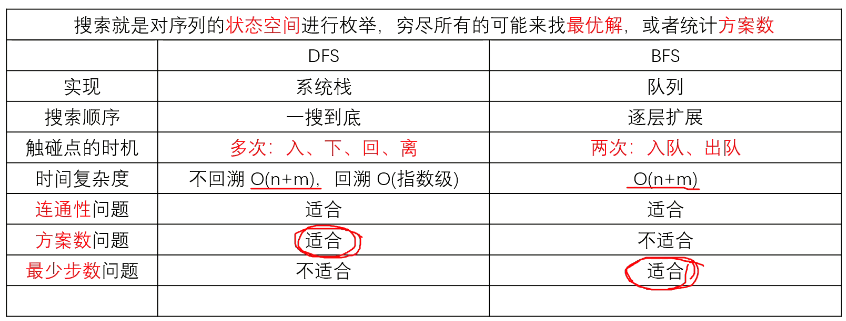 搜索就是对序列的状态空间进行枚举，穷尽所有的可能来找最优解，或者统计方案数
DFS BFS
实现 系统栈 队列
搜索顺序 一搜到底 逐层扩展
触碰点的时机 多次：入、下、回、离 两次：入队、出队
时间复杂度 不回溯 O(n+m)，回溯 O(指数级) O(n+m)
连通性问题 适合 适合
方案数问题 适合 不适合
最少步数问题 不适合 适合